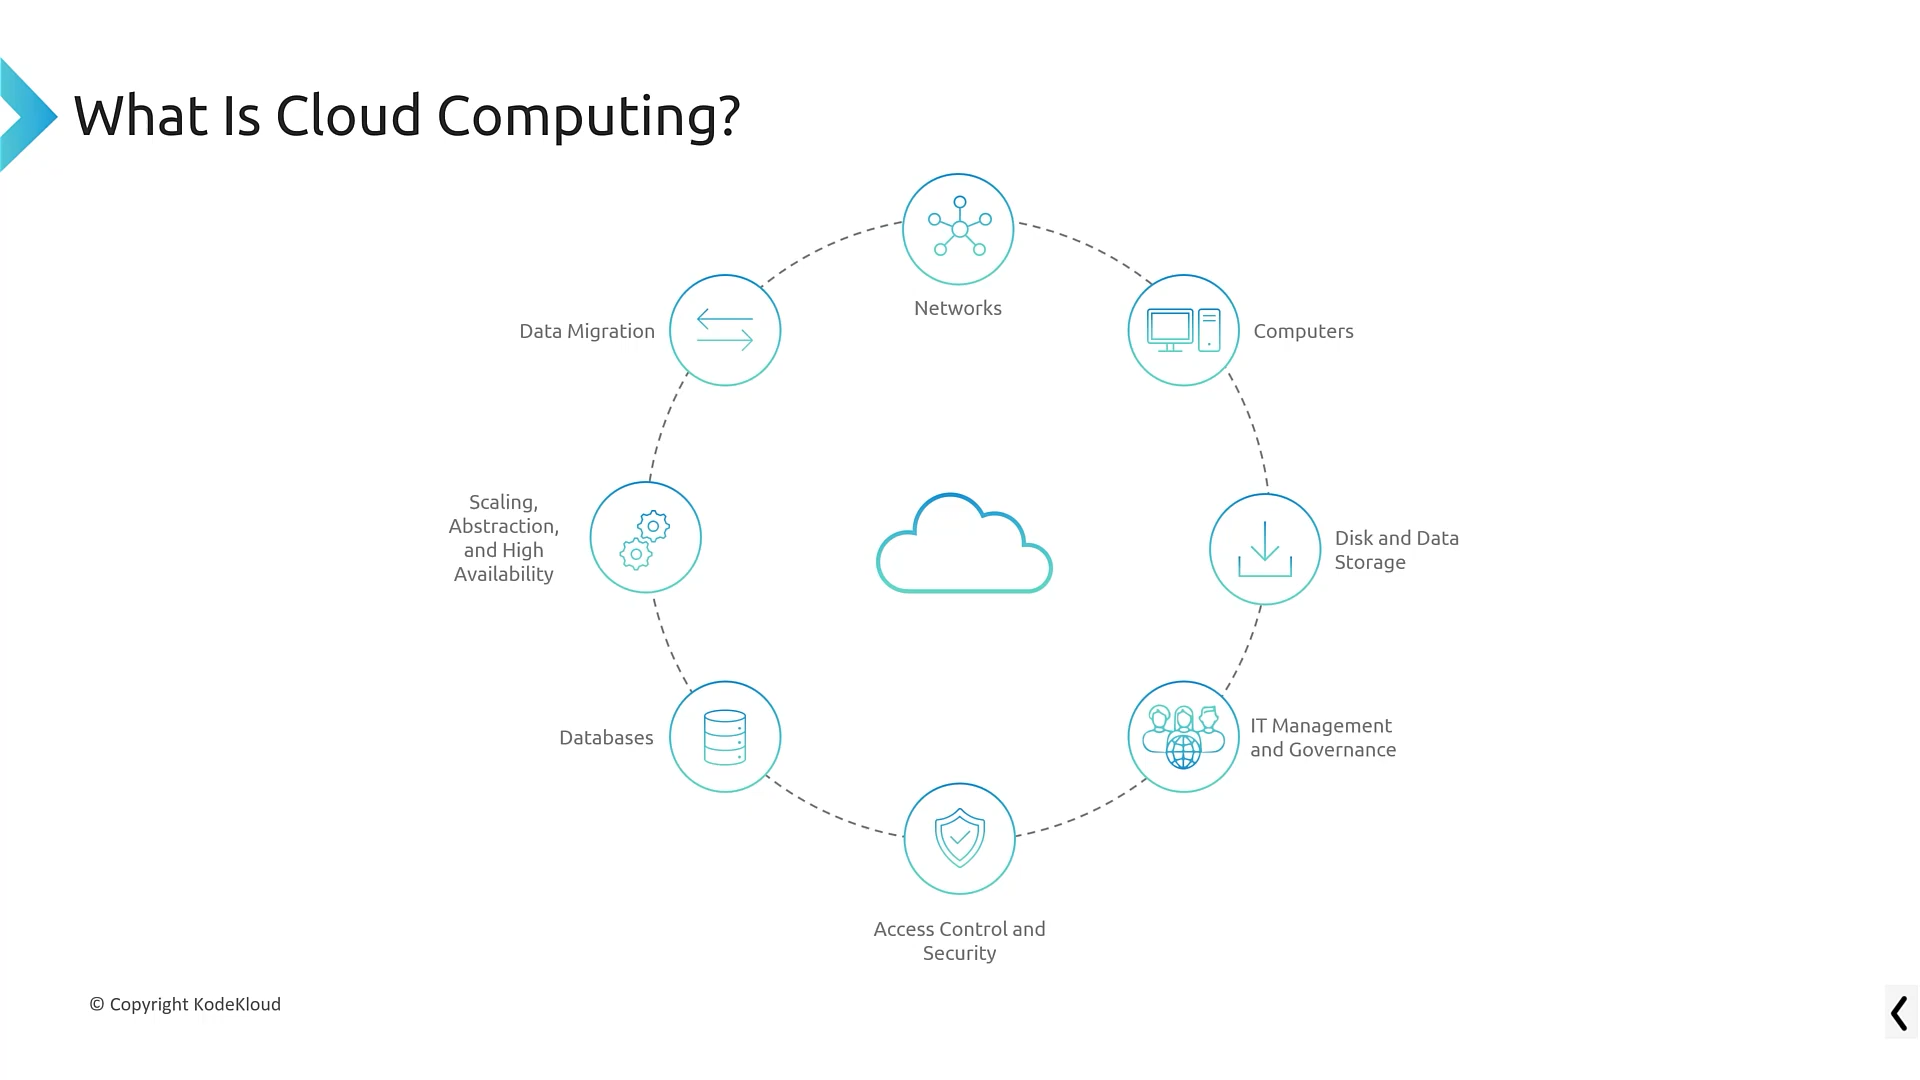 What Is Cloud Computing?
Networks
Computers
Disk and Data
Storage
IT Management
and Governance
Access Control and
Security
Databases
Scaling,
Abstraction,
and High
Availability
Data Migration
© Copyright KodeKloud